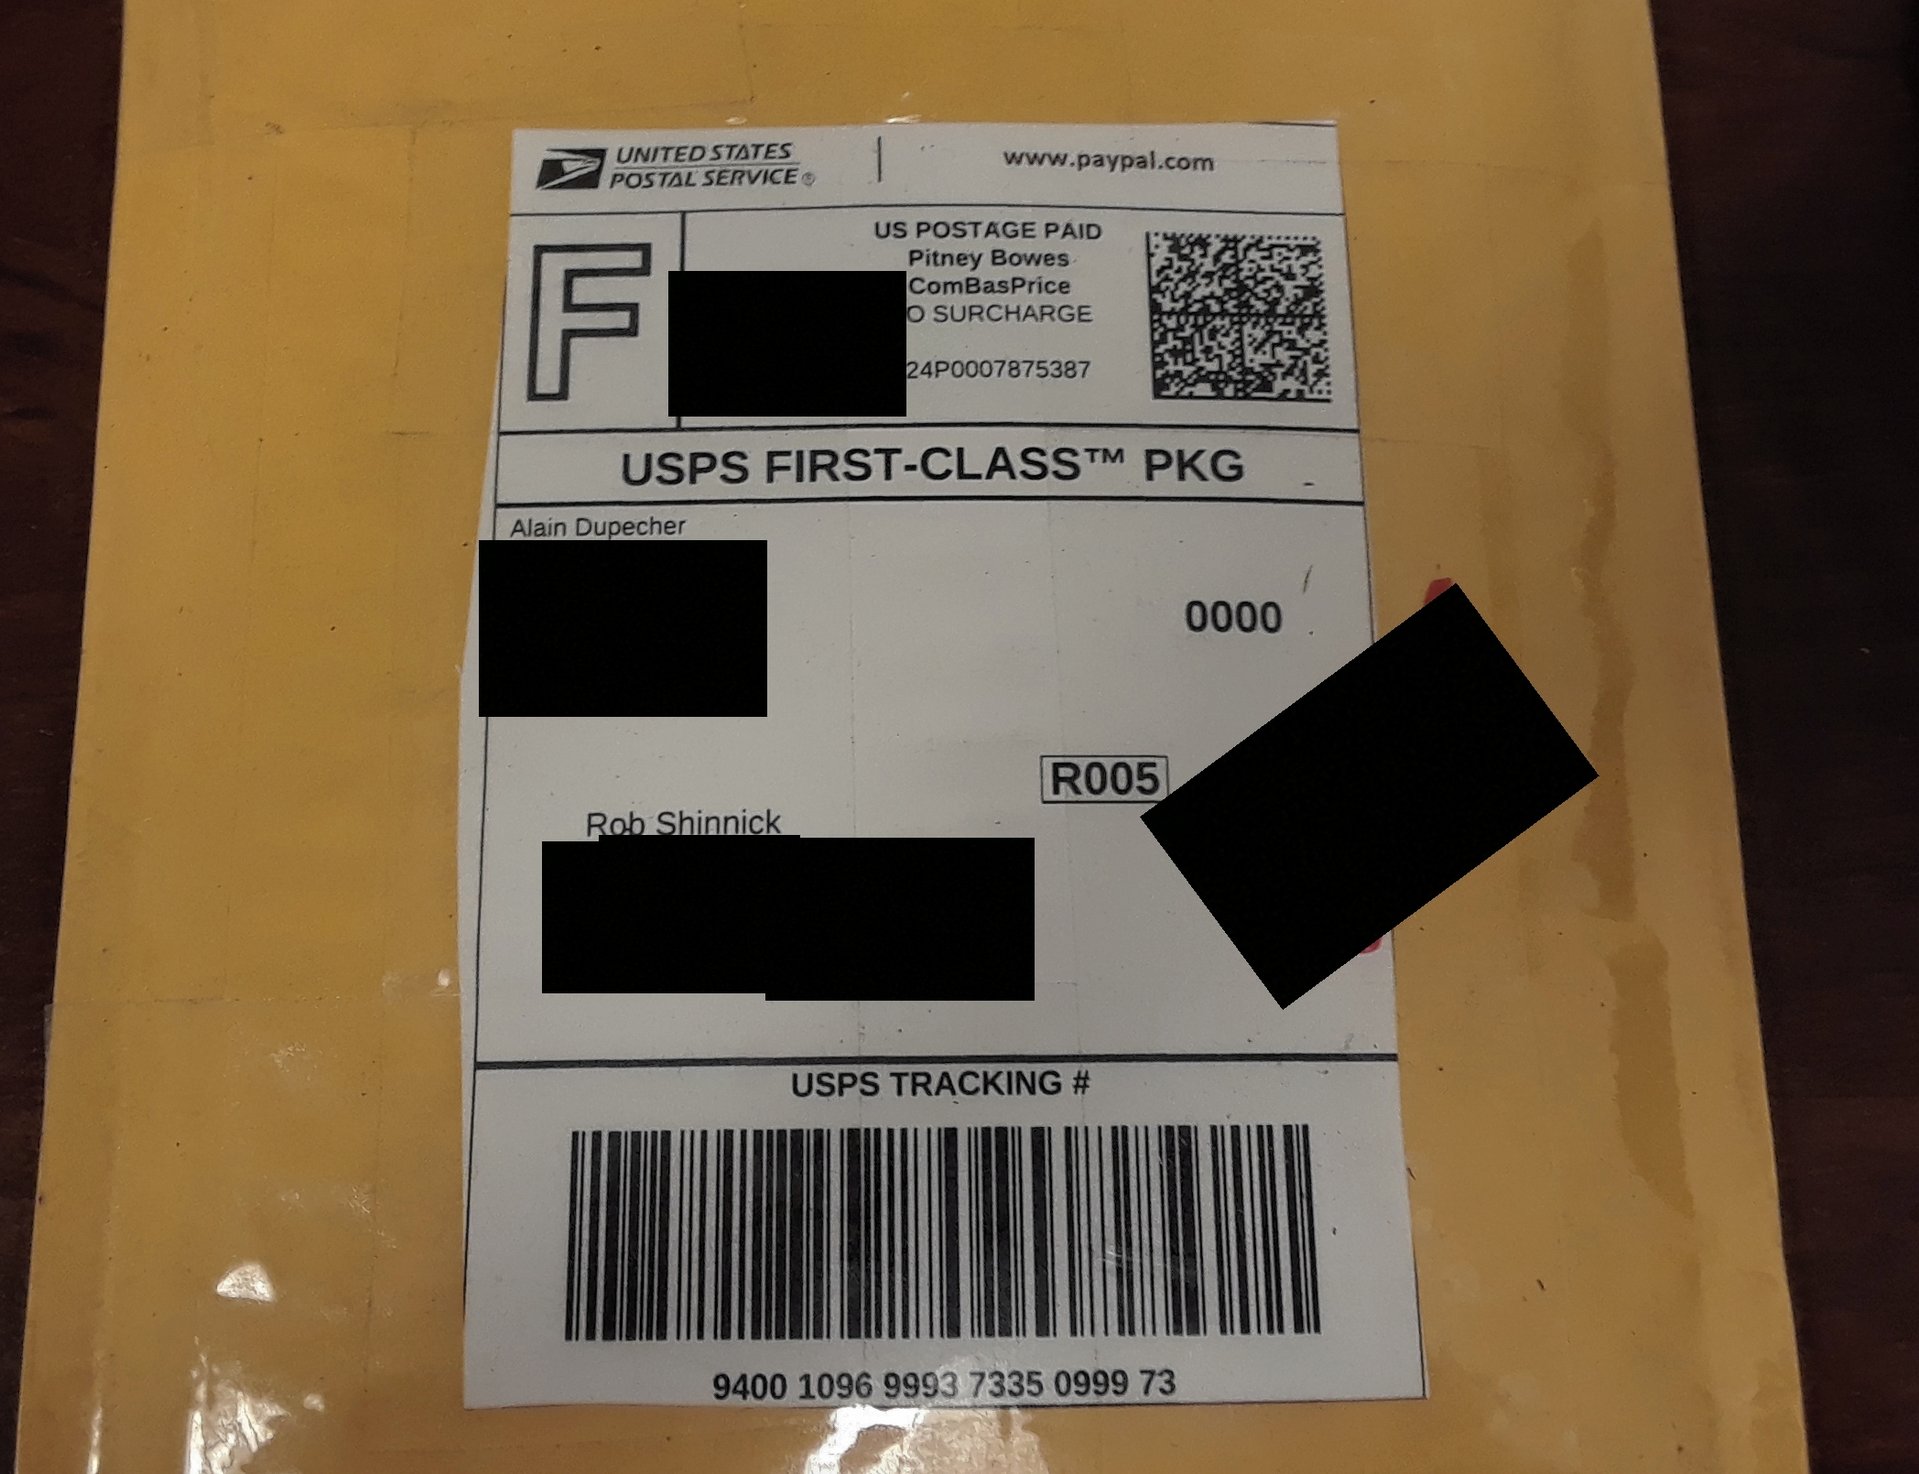 UNITED STATES
POSTAL SERVICE®
www.paypal.com
F
US POSTAGE PAID
Pitney Bowes
ComBasPrice
O SURCHARGE
24P0007875387
USPS FIRST-CLASS™ PKG
Alain Dupecher
0000
R005
Rob Shinnick
USPS TRACKING #
9400 1096 9993 7335 0999 73